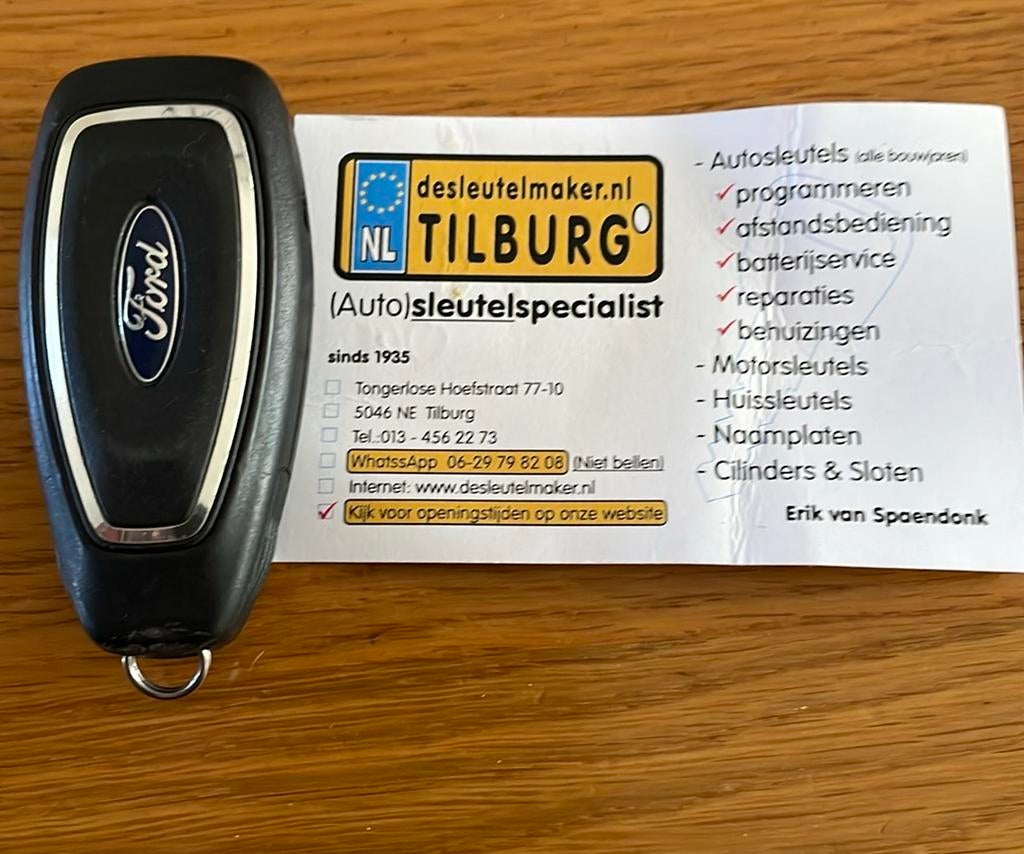 Ford
desleutelmaker.nl
NL TILBURG
(Auto)sleutelspecialist
sinds 1935
Tongerlose Hoefstraat 77-10
5046 NE Tilburg
Tel.:013 - 456 22 73
WhatssApp 06-29 79 82 08 (Niet bellen)
Internet: www.desleutelmaker.nl
Kijk voor openingstijden op onze website
- Autosleutels (alle bouwjaren)
✓programmeren
✓afstandsbediening
✓batterijservice
✓reparaties
✓behuizingen
- Motorsleutels
- Huissleutels
- Naamplaten
- Cilinders & Sloten
Erik van Spaendonk